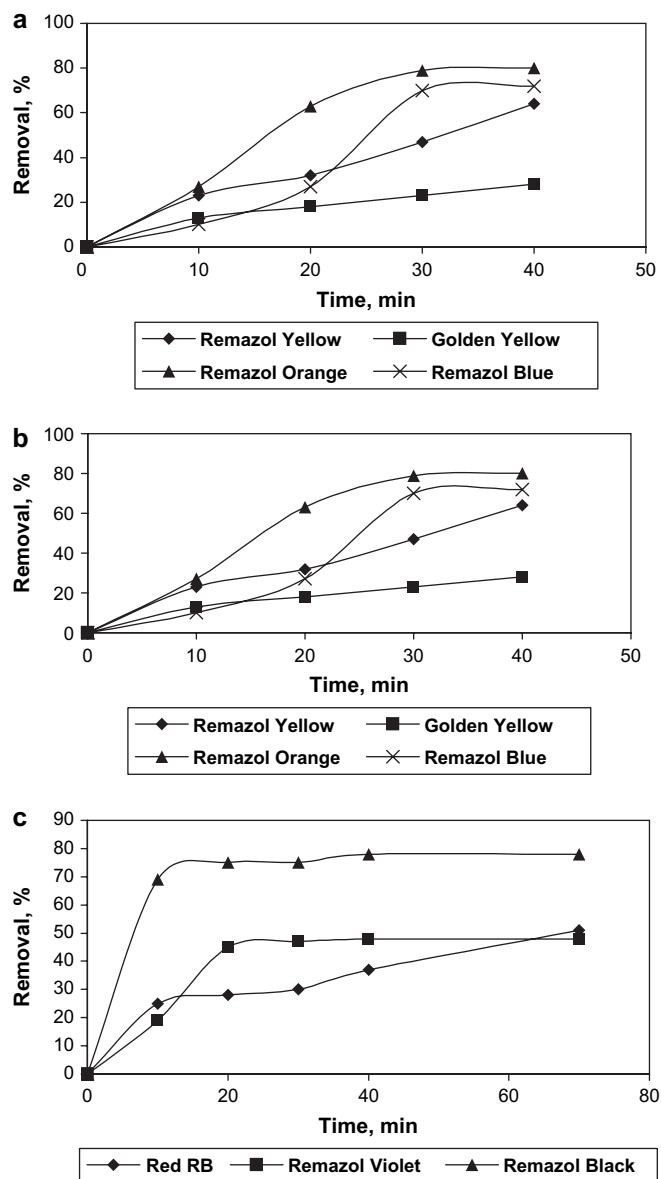 a
100
80
60
40
20
0
Removal, %
0 10 20 30 40 50
Time, min
Remazol Yellow Golden Yellow
Remazol Orange Remazol Blue
b
100
80
60
40
20
0
Removal, %
0 10 20 30 40 50
Time, min
Remazol Yellow Golden Yellow
Remazol Orange Remazol Blue
c
90
80
70
60
50
40
30
20
10
0
Removal, %
0 20 40 60 80
Time, min
Red RB Remazol Violet Remazol Black